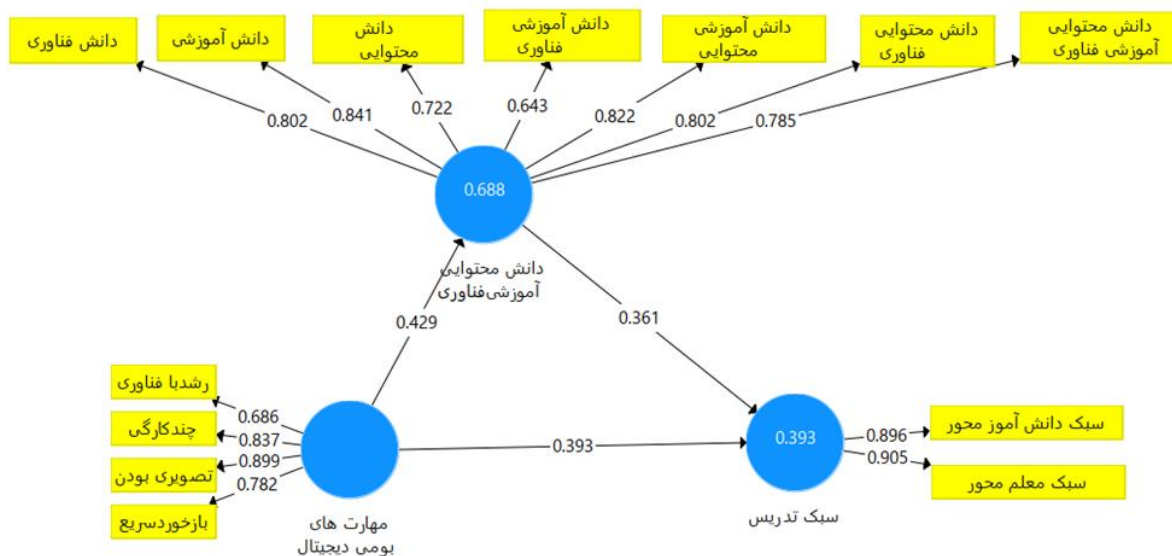 دانش محتوایی
آموزشی فناوری
دانش محتوایی
فناوری
دانش آموزشی
محتوایی
دانش آموزشی
فناوری
دانش
محتوایی
دانش آموزشی
دانش فناوری
0.802
0.841
0.722
0.643
0.822
0.802
0.785
0.688
دانش محتوایی
آموزشی‌فناوری
0.429
0.361
رشدبا فناوری
0.686
چندکارگی
0.837
تصویری بودن
0.899
بازخوردسریع
0.782
مهارت های
بومی دیجیتال
0.393
0.393
سبک تدریس
0.896
سبک دانش آموز محور
0.905
سبک معلم محور